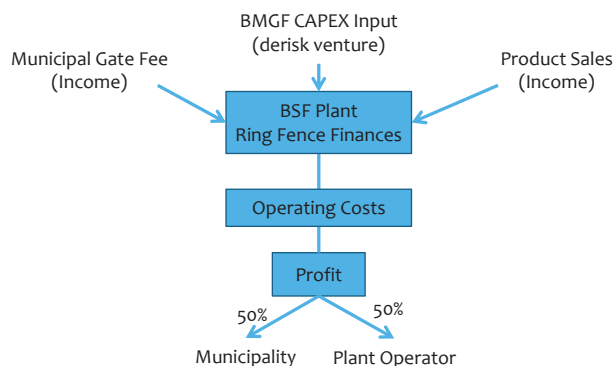 BMGF CAPEX Input
(derisk venture)
Municipal Gate Fee
(Income)
Product Sales
(Income)
BSF Plant
Ring Fence Finances
Operating Costs
Profit
50%
50%
Municipality
Plant Operator